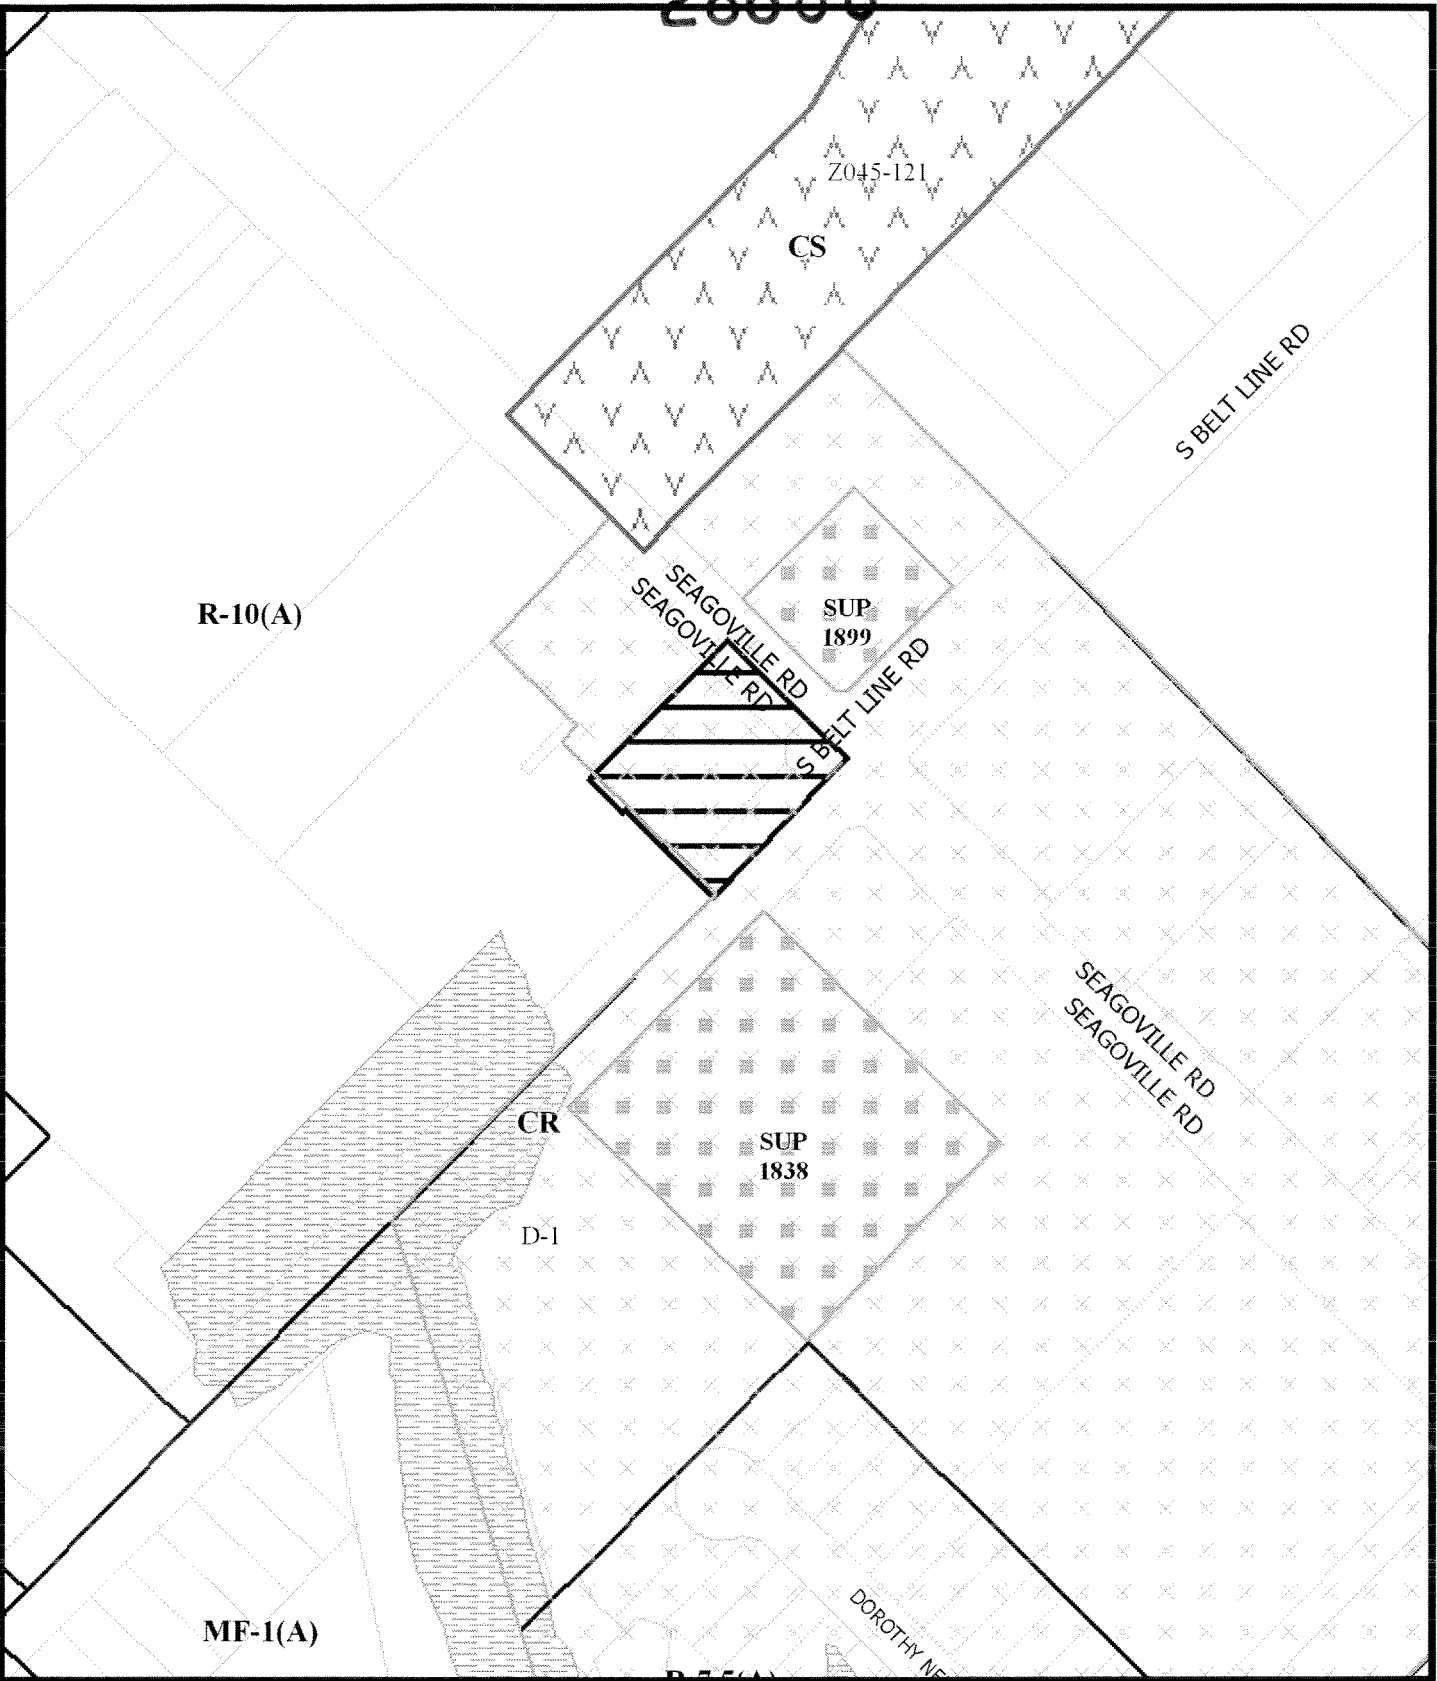 Z045-121
CS
S BELT LINE RD
SEAGOVILLE RD
SEAGOVILLE RD
R-10(A)
SUP
1899
S BELT LINE RD
SEAGOVILLE RD
SEAGOVILLE RD
CR
SUP
1838
D-1
DOROTHY
MF-1(A)